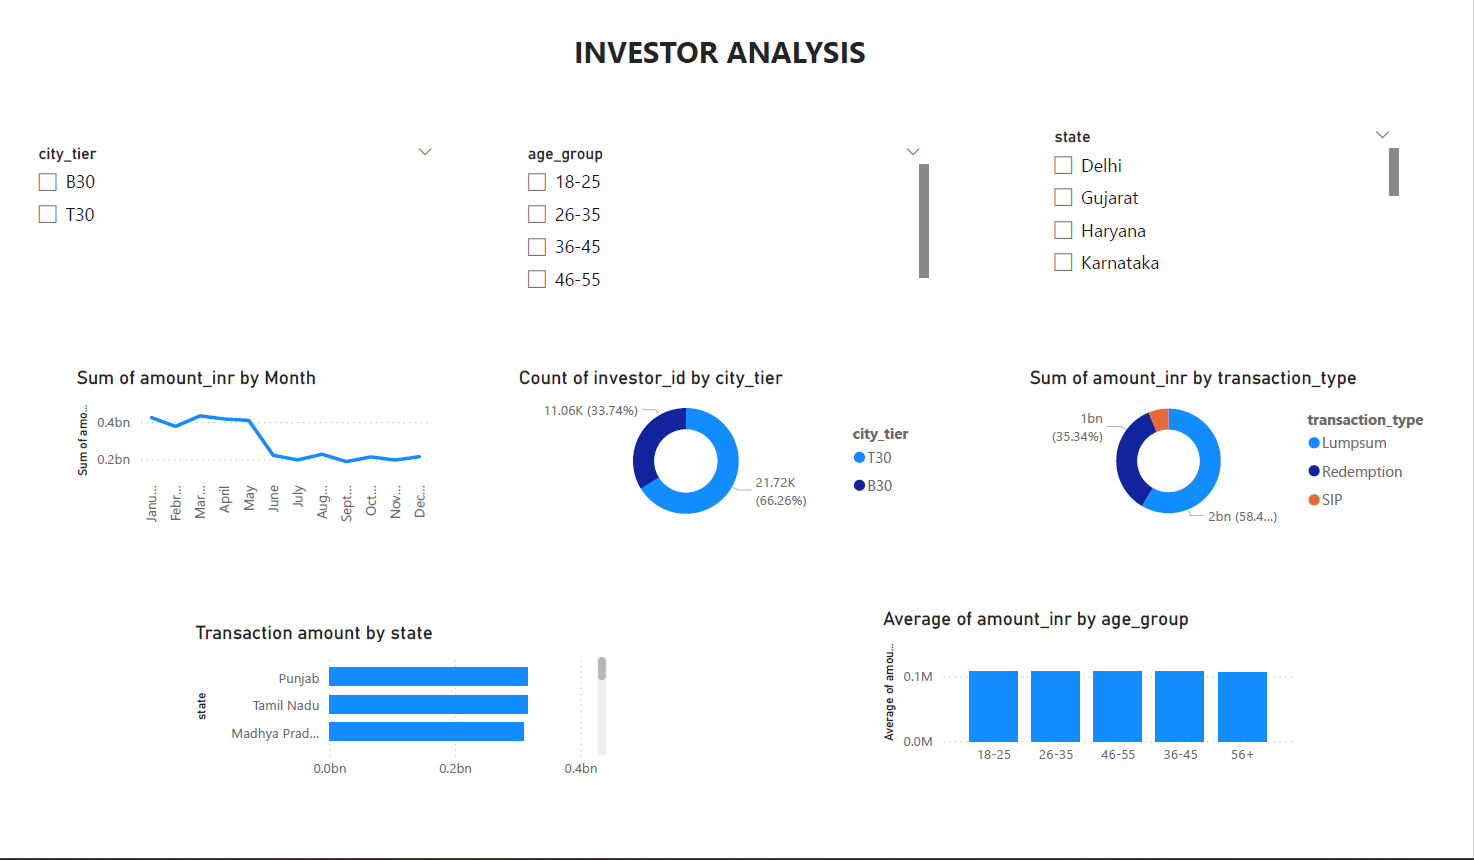 INVESTOR ANALYSIS
city_tier
B30
T30
age_group
18-25
26-35
36-45
46-55
state
Delhi
Gujarat
Haryana
Karnataka
Sum of amount_inr by Month
Sum of amo...
0.4bn
0.2bn
Janu...
Febr...
Mar...
April
May
June
July
Aug...
Sept...
Oct...
Nov...
Dec...
Count of investor_id by city_tier
11.06K (33.74%)
21.72K
(66.26%)
city_tier
T30
B30
Sum of amount_inr by transaction_type
1bn
(35.34%)
2bn (58.4...)
transaction_type
Lumpsum
Redemption
SIP
Transaction amount by state
state
Punjab
Tamil Nadu
Madhya Prad...
0.0bn
0.2bn
0.4bn
Average of amount_inr by age_group
Average of amou...
0.1M
0.0M
18-25
26-35
46-55
36-45
56+